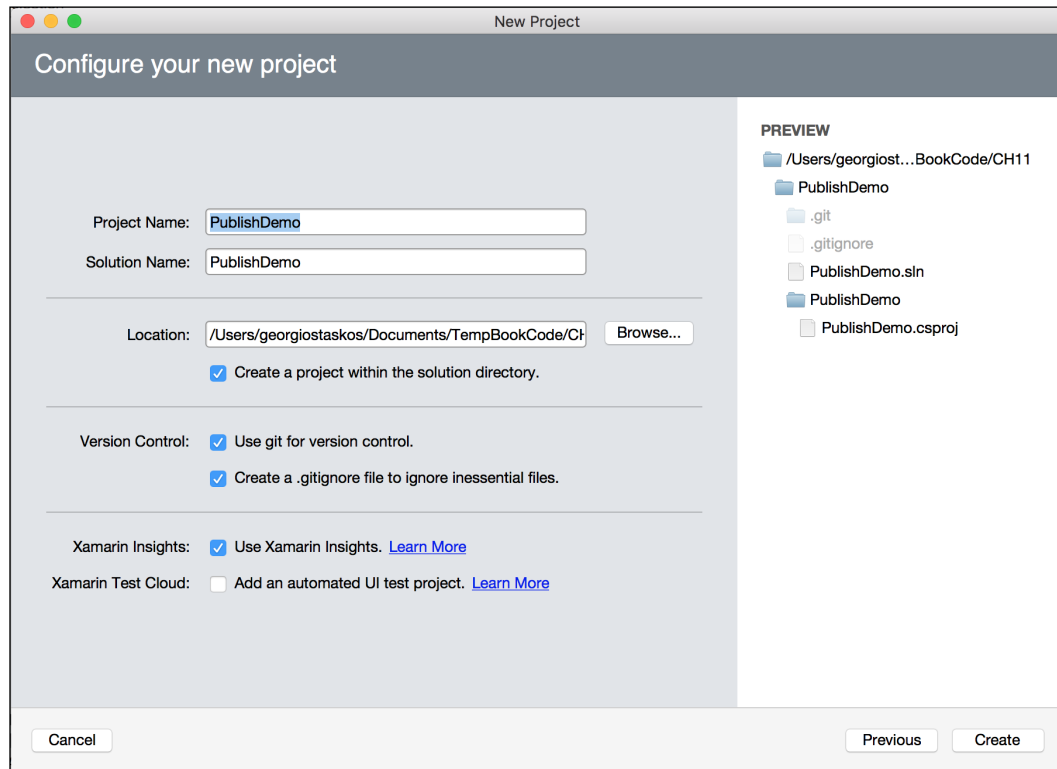 New Project
Configure your new project
Project Name: PublishDemo
Solution Name: PublishDemo
Location: /Users/georgiostaskos/Documents/TempBookCode/CH Browse...
Create a project within the solution directory.
Version Control: Use git for version control.
Create a .gitignore file to ignore inessential files.
Xamarin Insights: Use Xamarin Insights. Learn More
Xamarin Test Cloud: Add an automated UI test project. Learn More
PREVIEW
/Users/georgiost...BookCode/CH11
PublishDemo
.git
.gitignore
PublishDemo.sln
PublishDemo
PublishDemo.csproj
Cancel
Previous
Create